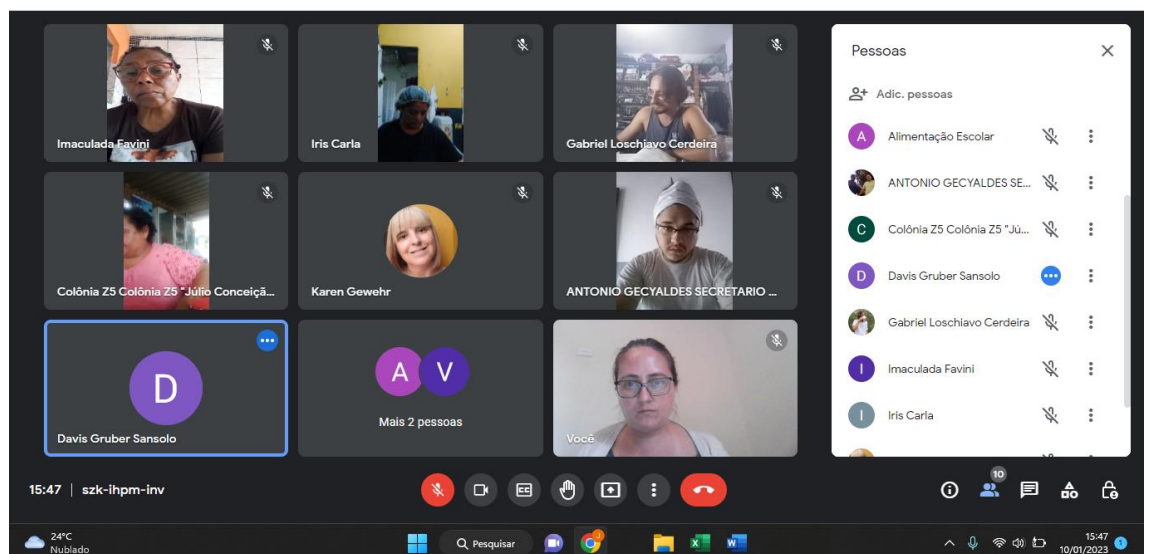 Imaculada Favini
Iris Carla
Gabriel Loschiavo Cerdeira
Colônia Z5 Colônia Z5 "Júlio Conceiçã...
Karen Gewehr
ANTONIO GECYALDES SECRETARIO ...
D
Davis Gruber Sansolo
A V
Mais 2 pessoas
Você
Pessoas
Adic. pessoas
A Alimentação Escolar
ANTONIO GECYALDES SE...
C Colônia Z5 Colônia Z5 "Jú...
D Davis Gruber Sansolo
Gabriel Loschiavo Cerdeira
I Imaculada Favini
I Iris Carla
15:47 | szk-ihpm-inv
CC
10
24°C
Nublado
Pesquisar
15:47
10/01/2023
1